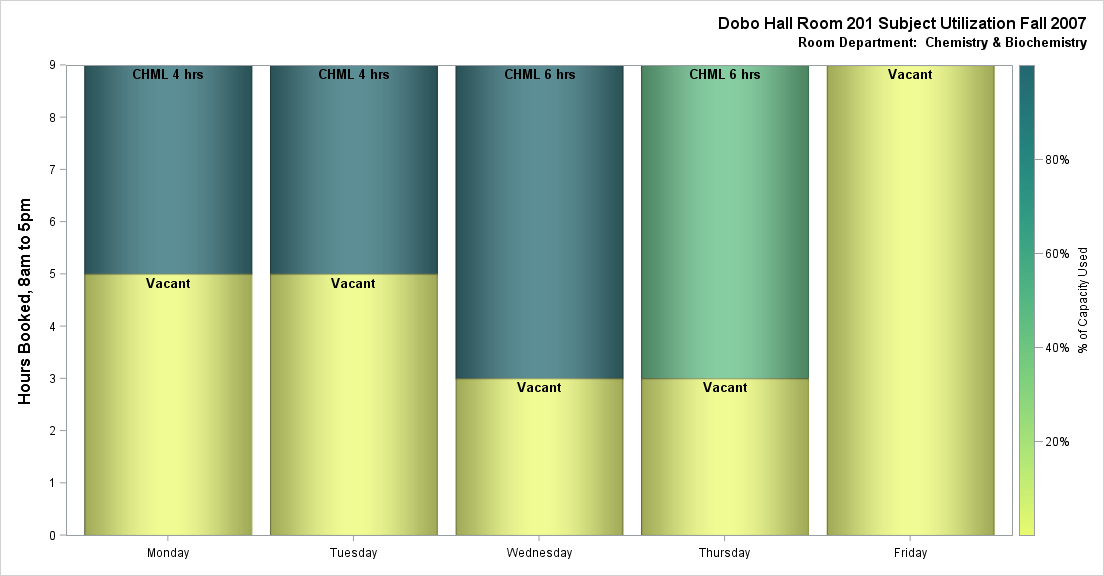 Dobo Hall Room 201 Subject Utilization Fall 2007
Room Department:  Chemistry & Biochemistry
Hours Booked, 8am to 5pm
9
8
7
6
5
4
3
2
1
0
CHML 4 hrs
CHML 4 hrs
CHML 6 hrs
CHML 6 hrs
Vacant
Vacant
Vacant
Vacant
Vacant
Monday
Tuesday
Wednesday
Thursday
Friday
80%
60%
40%
20%
% of Capacity Used